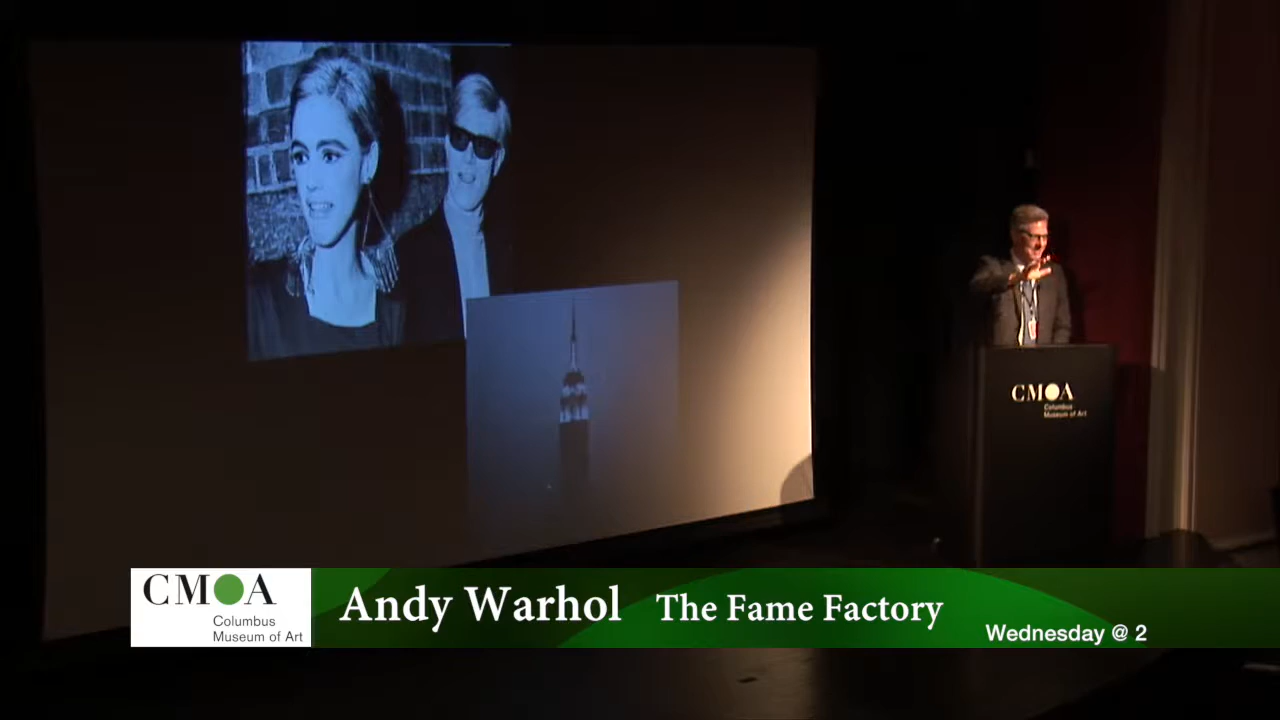 CMOA
Columbus
Museum of Art
CMOA
Columbus
Museum of Art
Andy Warhol The Fame Factory
Wednesday @ 2